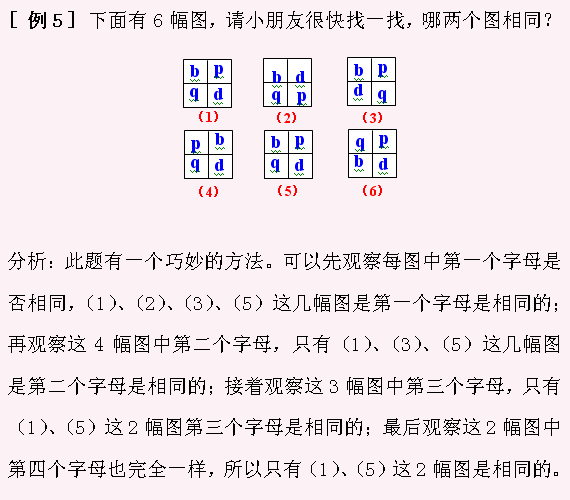 [ 例5 ] 下面有 6 幅图，请小朋友很快找一找，哪两个图相同？
b p b d b p
q d q p d q
(1) (2) (3)
p b b p q p
q d q d b d
(4) (5) (6)
分析：此题有一个巧妙的方法。可以先观察每图中第一个字母是
否相同，(1)、(2)、(3)、(5) 这几幅图是第一个字母是相同的；
再观察这 4 幅图中第二个字母，只有 (1)、(3)、(5) 这几幅图
是第二个字母是相同的；接着观察这3 幅图中第三个字母，只有
(1)、(5) 这2 幅图第三个字母是相同的；最后观察这2 幅图中
第四个字母也完全一样，所以只有 (1)、(5) 这2 幅图是相同的。